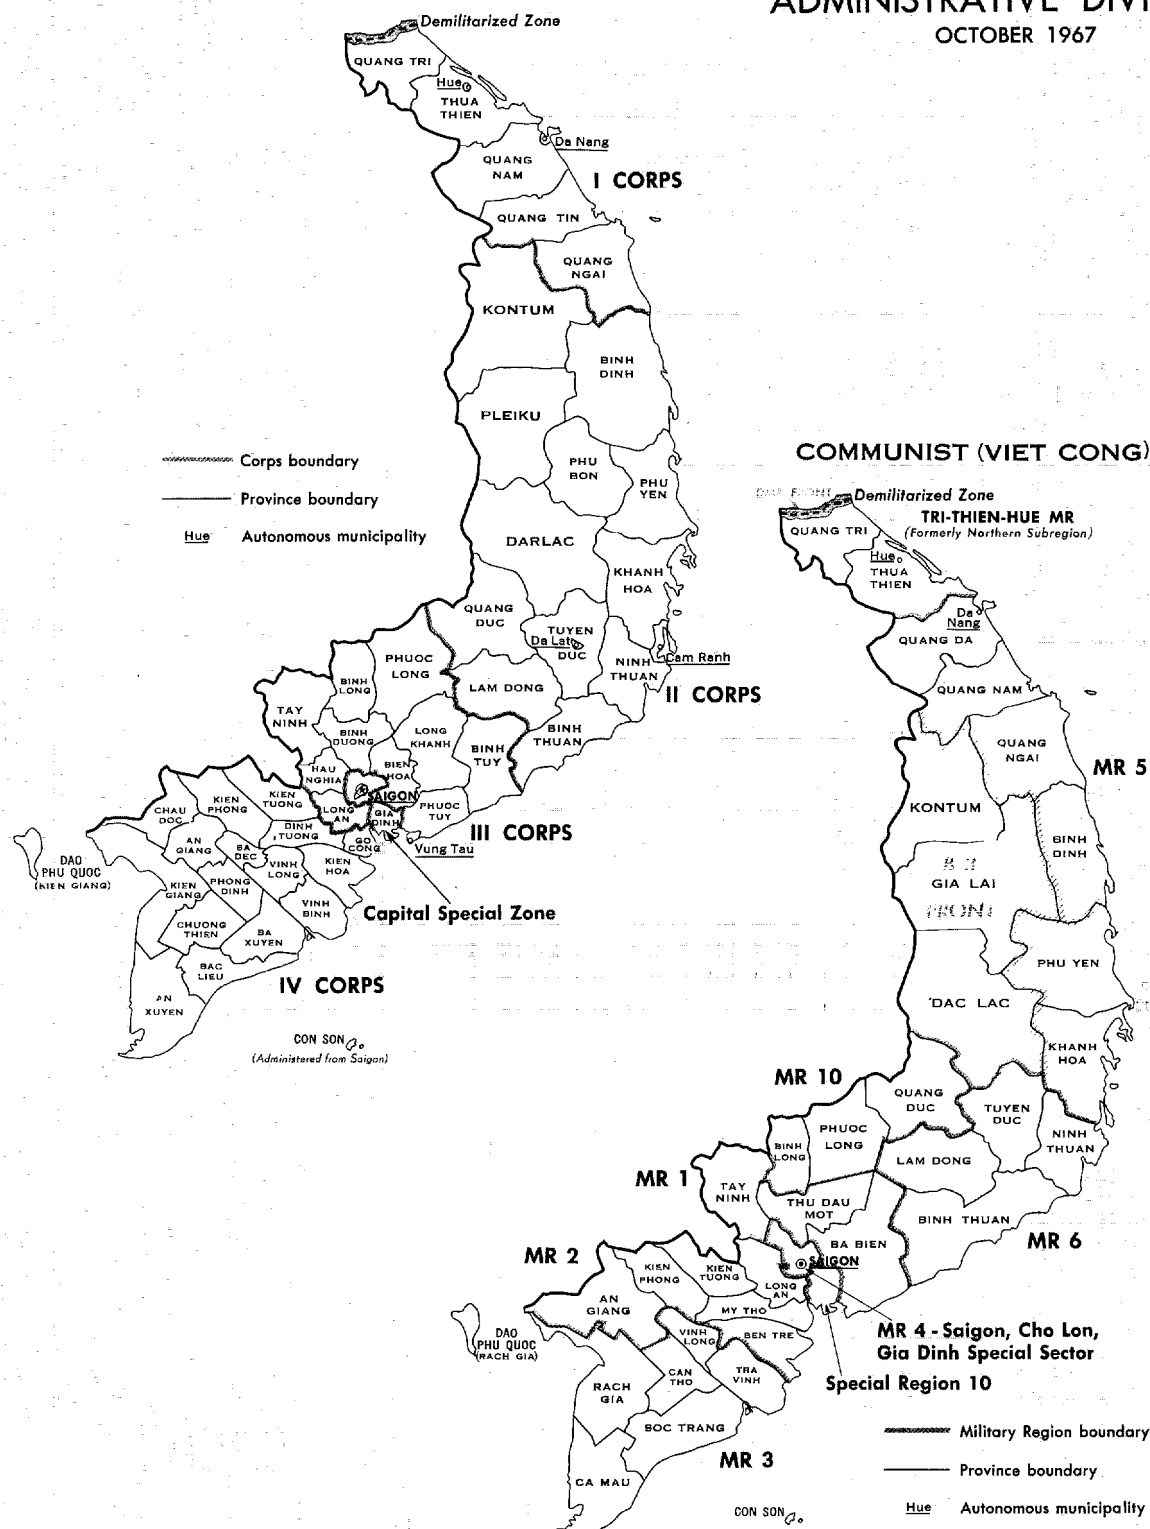 ADMINISTRATIVE DIVI
OCTOBER 1967
Demilitarized Zone
QUANG TRI
Hue
THUA
THIEN
Da Nang
QUANG
NAM
I CORPS
QUANG TIN
QUANG
NGAI
KONTUM
BINH
DINH
PLEIKU
PHU
BON
PHU
YEN
DARLAC
KHANH
HOA
QUANG
DUC
TUYEN
DUC
Da Lat
Cam Ranh
NINH
THUAN
II CORPS
LAM DONG
BINH
THUAN
PHUOC
LONG
BINH
LONG
TAY
NINH
BINH
DUONG
LONG
KHANH
BINH
TUY
HAU
NGHIA
BIEN
HOA
SAIGON
LONG
AN
GIA
DINH
PHUOC
TUY
III CORPS
Vung Tau
Capital Special Zone
KIEN
TUONG
KIEN
PHONG
CHAU
DOC
DINH
TUONG
GO
CONG
AN
GIANG
BA
DEC
VINH
LONG
KIEN
HOA
KIEN
GIANG
PHONG
DINH
VINH
BINH
CHUONG
THIEN
BA
XUYEN
BAC
LIEU
AN
XUYEN
IV CORPS
DAO
PHU QUOC
(KIEN GIANG)
CON SON
(Administered from Saigon)
Corps boundary
Province boundary
Hue Autonomous municipality
COMMUNIST (VIET CONG)
DMZ FRONT
Demilitarized Zone
TRI-THIEN-HUE MR
(Formerly Northern Subregion)
QUANG TRI
Hue
THUA
THIEN
Da
Nang
QUANG DA
QUANG NAM
QUANG
NGAI
MR 5
KONTUM
BINH
DINH
B-3
GIA LAI
FRONT
PHU YEN
DAC LAC
KHANH
HOA
MR 10
QUANG
DUC
TUYEN
DUC
NINH
THUAN
PHUOC
LONG
BINH
LONG
LAM DONG
MR 1
TAY
NINH
THU DAU
MOT
BINH THUAN
MR 6
BA BIEN
SAIGON
MR 2
KIEN
PHONG
KIEN
TUONG
LONG
AN
AN
GIANG
MY THO
VINH
LONG
BEN TRE
MR 4 - Saigon, Cho Lon,
Gia Dinh Special Sector
Special Region 10
DAO
PHU QUOC
(RACH GIA)
CAN
THO
TRA
VINH
RACH
GIA
SOC TRANG
MR 3
CA MAU
CON SON
Military Region boundary
Province boundary
Hue Autonomous municipality